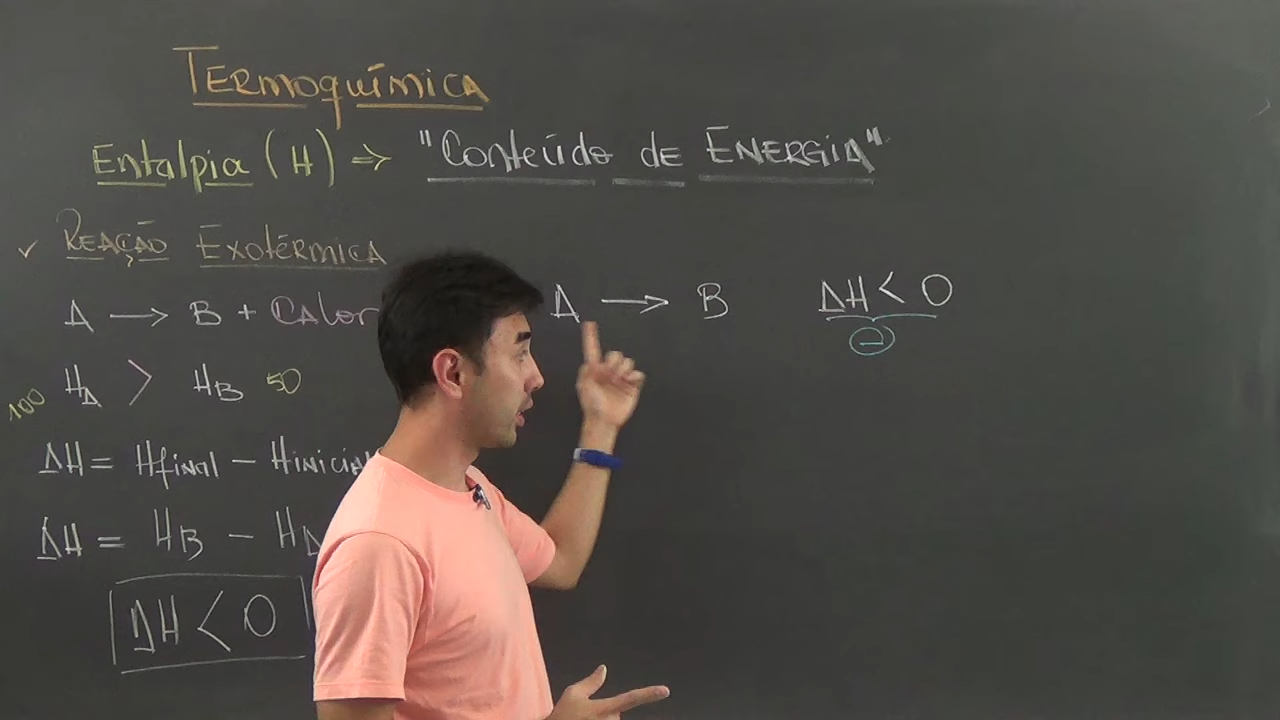 Termoquímica
Entalpia (H) ⇒ "Conteúdo de Energia"
✓ Reação Exotérmica
A → B + Calor
A → B ΔH < 0
(-)
100 HA > HB 50
ΔH = Hfinal - Hinicial
ΔH = HB - HA
ΔH < 0